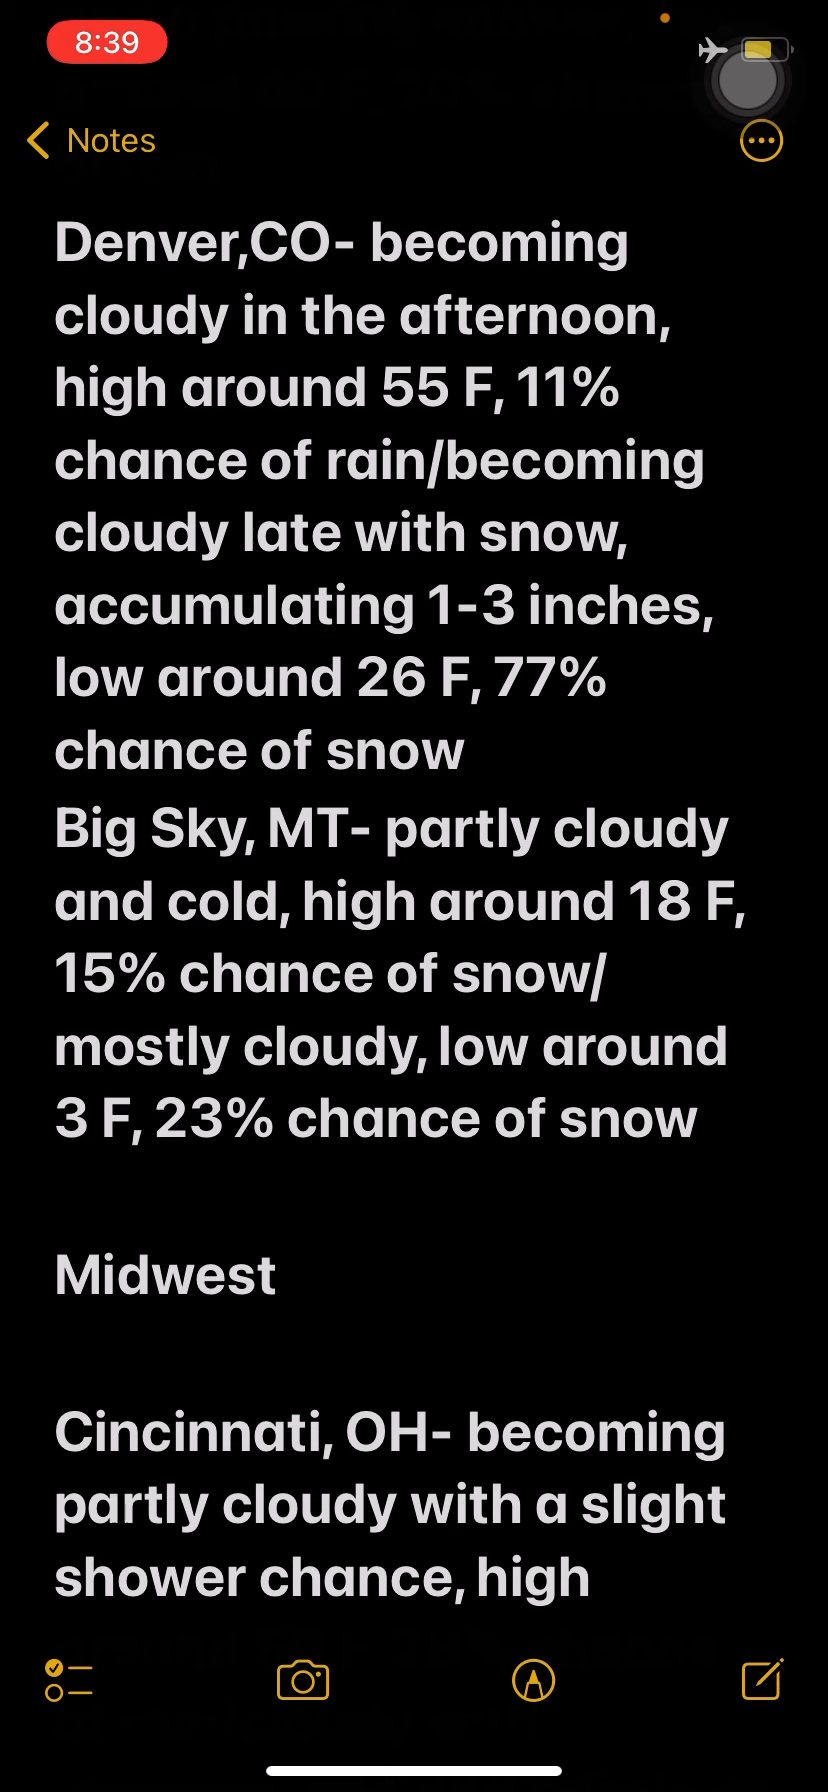 8:39
Notes
Denver,CO- becoming
cloudy in the afternoon,
high around 55 F, 11%
chance of rain/becoming
cloudy late with snow,
accumulating 1-3 inches,
low around 26 F, 77%
chance of snow
Big Sky, MT- partly cloudy
and cold, high around 18 F,
15% chance of snow/
mostly cloudy, low around
3 F, 23% chance of snow
Midwest
Cincinnati, OH- becoming
partly cloudy with a slight
shower chance, high